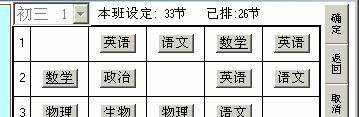 初三 1 本班设定: 33节 已排:26节 确定
1 英语 语文 数学 英语
返回
2 数学 政治 英语 语文
取消
3 物理 生物 物理 语文